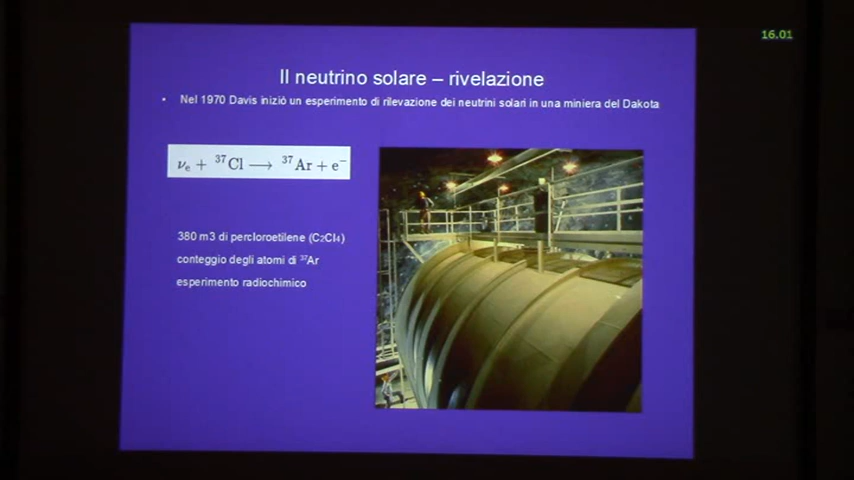 16.01
Il neutrino solare – rivelazione
• Nel 1970 Davis iniziò un esperimento di rilevazione dei neutrini solari in una miniera del Dakota
νₑ + ³⁷Cl ⟶ ³⁷Ar + e⁻
380 m3 di percloroetilene (C₂Cl₄)
conteggio degli atomi di ³⁷Ar
esperimento radiochimico